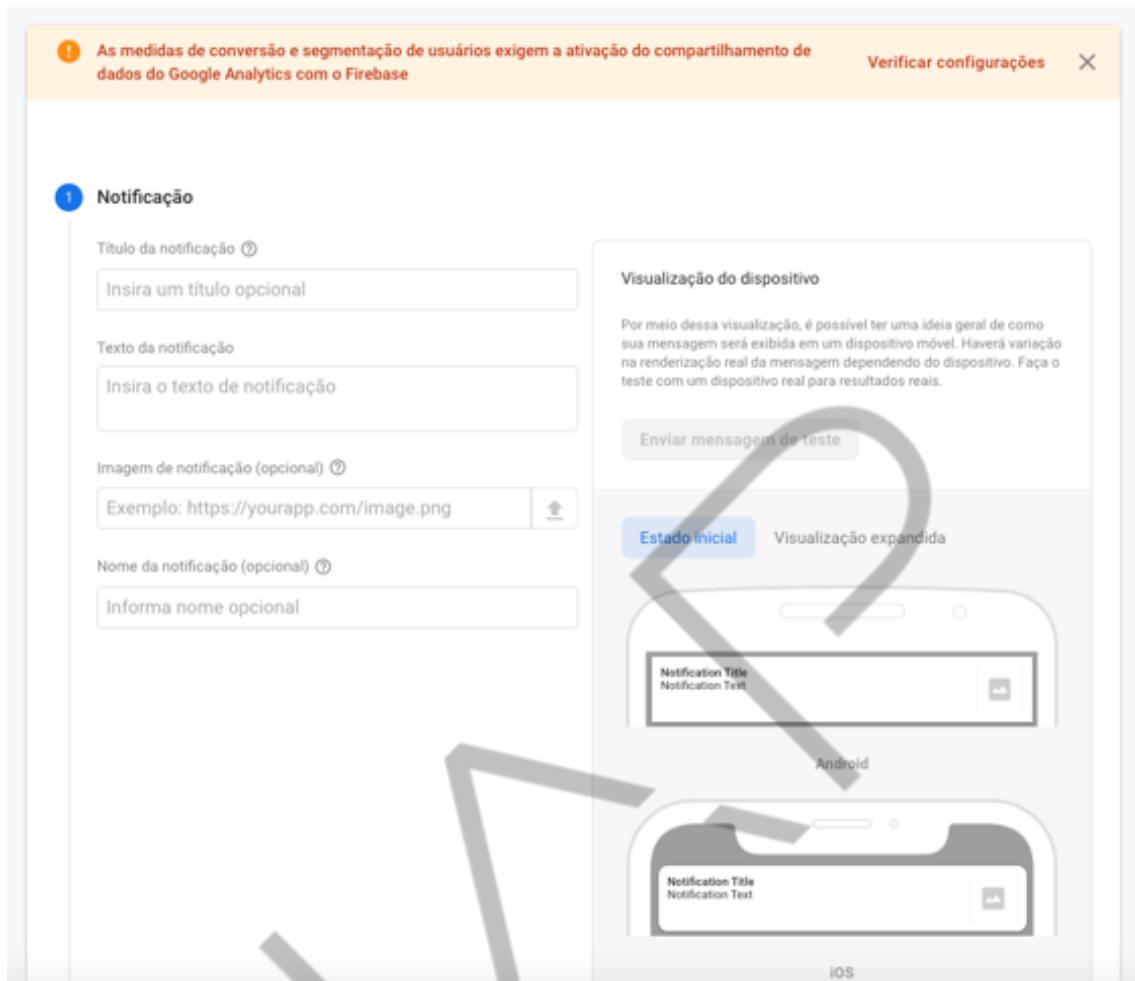 As medidas de conversão e segmentação de usuários exigem a ativação do compartilhamento de
dados do Google Analytics com o Firebase
Verificar configurações
1
Notificação
Título da notificação
Insira um título opcional
Texto da notificação
Insira o texto de notificação
Imagem de notificação (opcional)
Exemplo: https://yourapp.com/image.png
Nome da notificação (opcional)
Informa nome opcional
Visualização do dispositivo
Por meio dessa visualização, é possível ter uma ideia geral de como
sua mensagem será exibida em um dispositivo móvel. Haverá variação
na renderização real da mensagem dependendo do dispositivo. Faça o
teste com um dispositivo real para resultados reais.
Enviar mensagem de teste
Estado inicial
Visualização expandida
Notification Title
Notification Text
Android
Notification Title
Notification Text
iOS